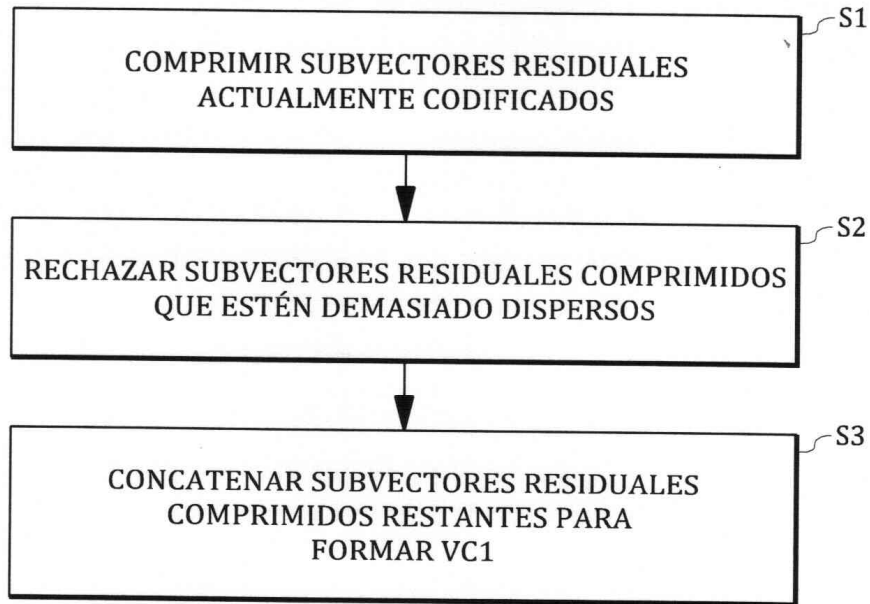 S1
COMPRIMIR SUBVECTORES RESIDUALES
ACTUALMENTE CODIFICADOS
S2
RECHAZAR SUBVECTORES RESIDUALES COMPRIMIDOS
QUE ESTÉN DEMASIADO DISPERSOS
S3
CONCATENAR SUBVECTORES RESIDUALES
COMPRIMIDOS RESTANTES PARA
FORMAR VC1